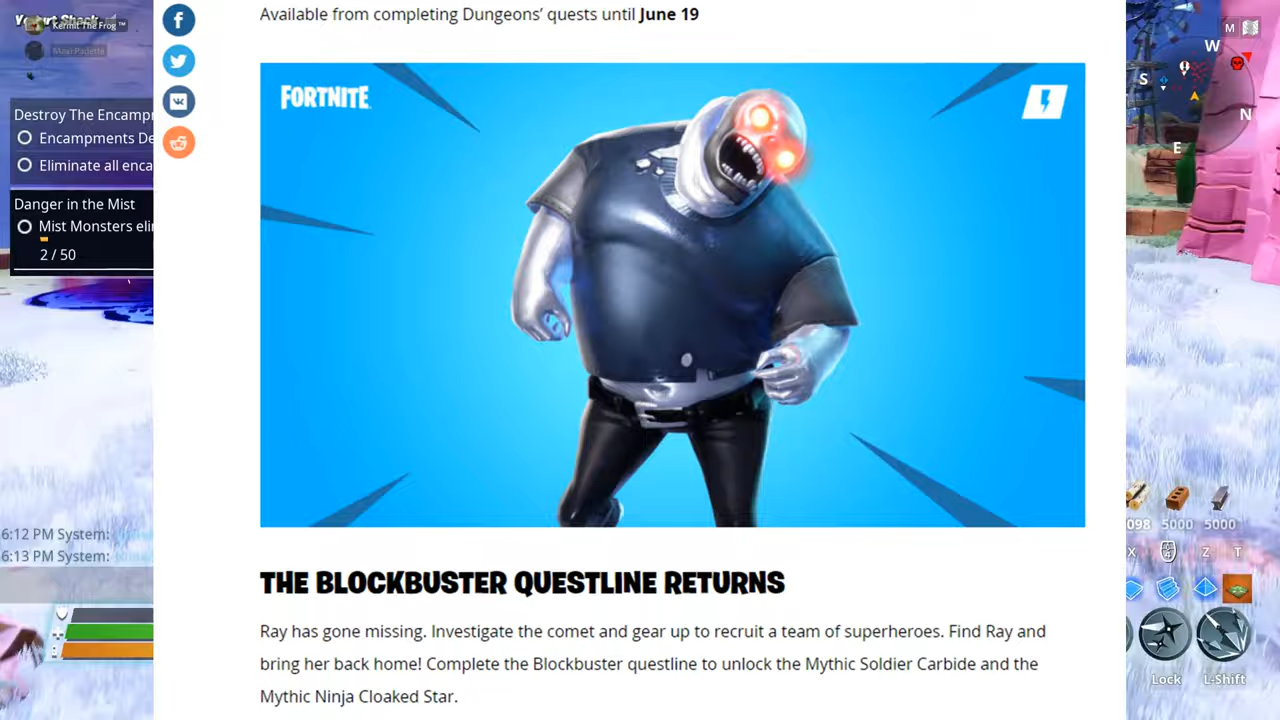 Available from completing Dungeons' quests until June 19
Kermit The Frog™
Maxi Padette
M
W
S
N
E
FORTNITE
Destroy The Encamp
Encampments De
Eliminate all enca
Danger in the Mist
Mist Monsters eli
2 / 50
6:12 PM System:
6:13 PM System:
098 5000 5000
X Z T
Lock L-Shift
THE BLOCKBUSTER QUESTLINE RETURNS
Ray has gone missing. Investigate the comet and gear up to recruit a team of superheroes. Find Ray and
bring her back home! Complete the Blockbuster questline to unlock the Mythic Soldier Carbide and the
Mythic Ninja Cloaked Star.